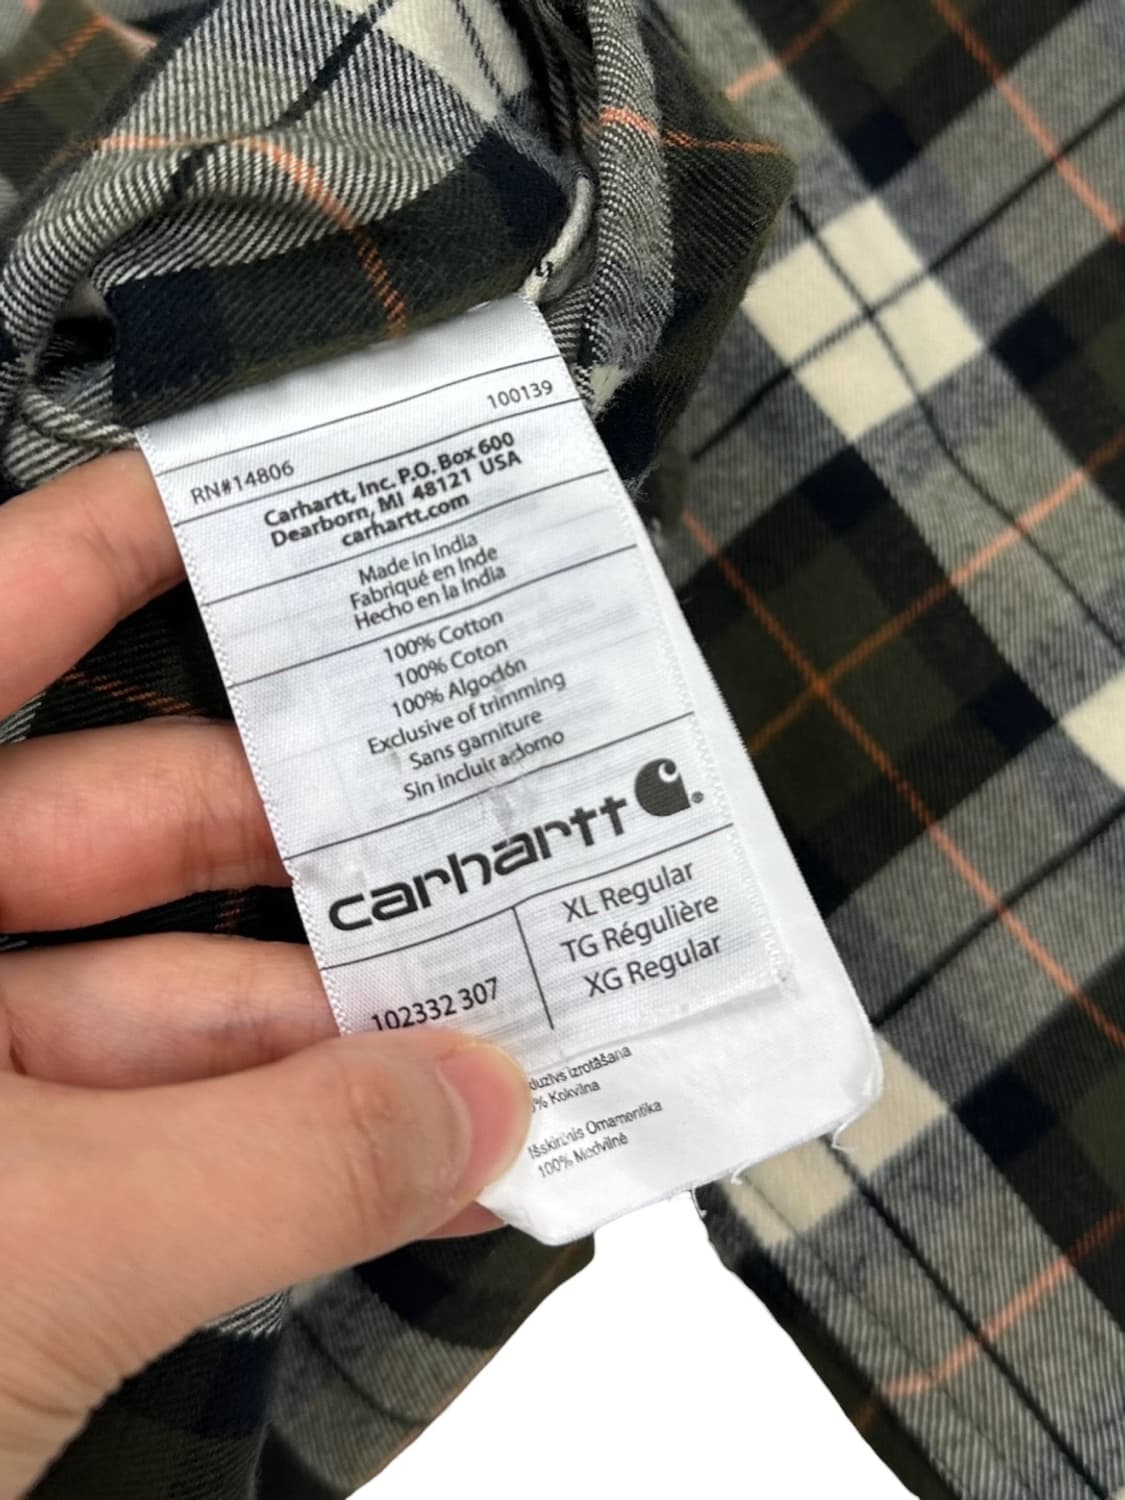 RN#14806 100139
Carhartt, Inc. P.O. Box 600
Dearborn, MI 48121 USA
carhartt.com
Made in India
Fabriqué en Inde
Hecho en la India
100% Cotton
100% Coton
100% Algodón
Exclusive of trimming
Sans garniture
Sin incluir adorno
carhartt ®
102332 307
XL Regular
TG Régulière
XG Regular
izrotāšana
% Kokvilna
Išskirtinis Ornamentika
100% Medvilnė